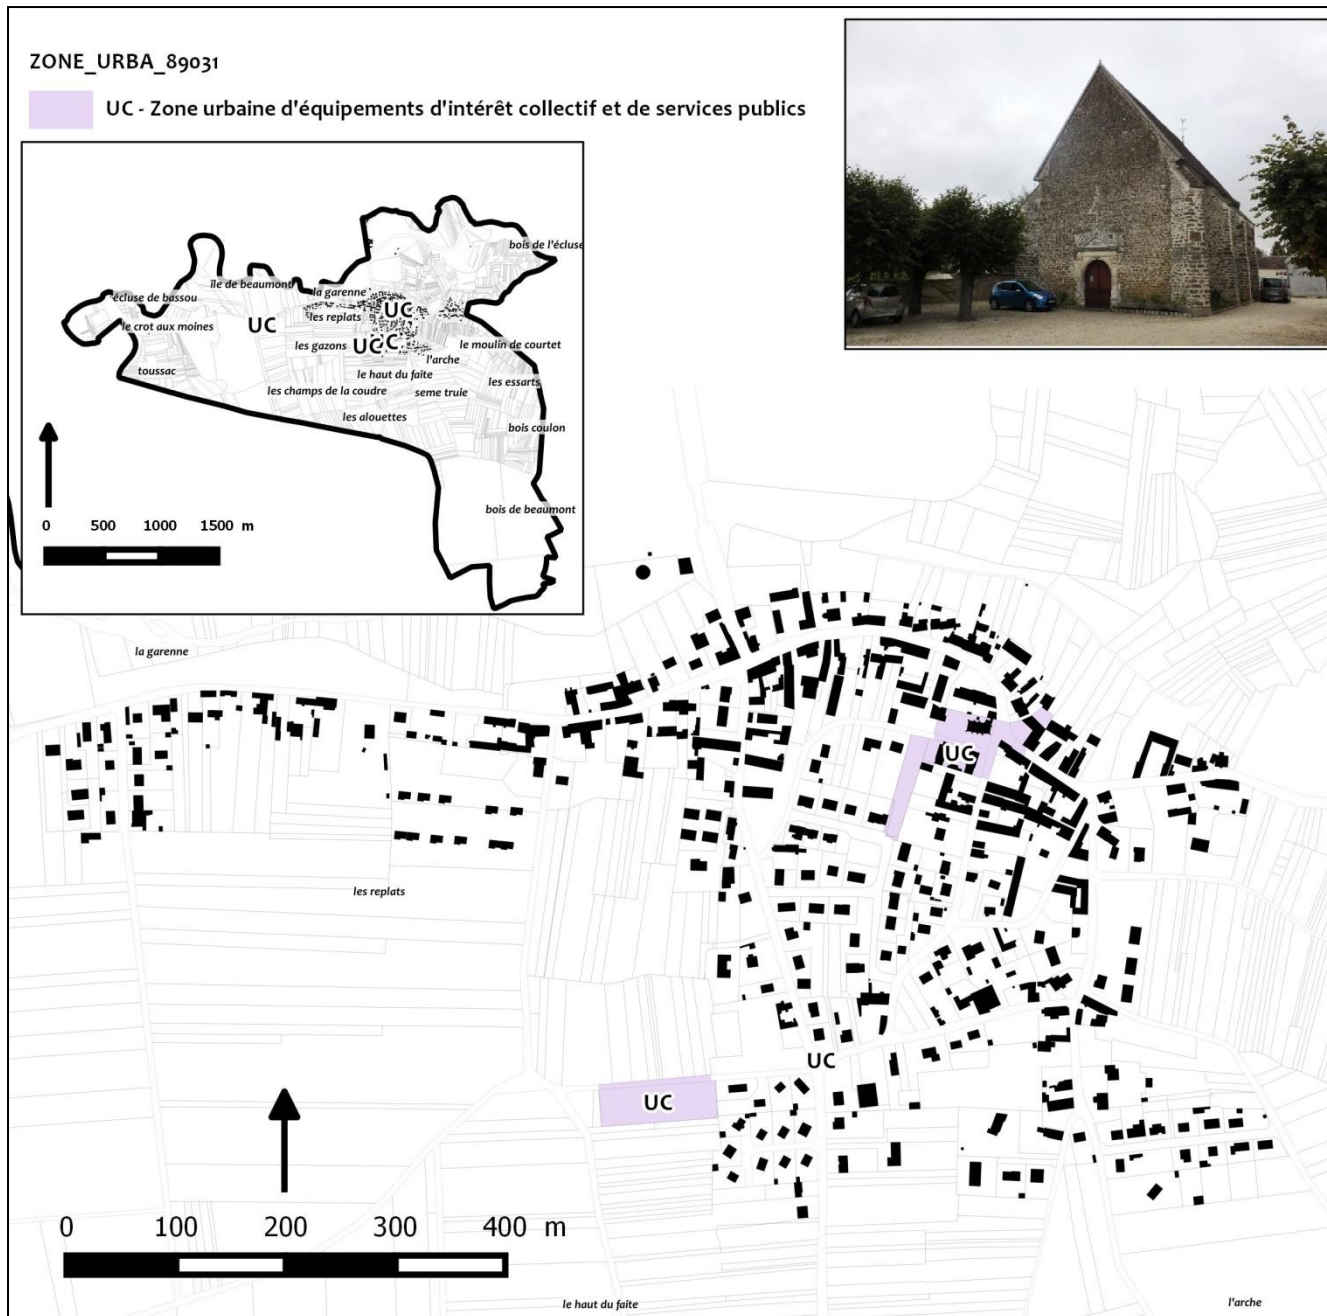 ZONE_URBA_89031
UC - Zone urbaine d'équipements d'intérêt collectif et de services publics
bois de l'écluse
île de beaumont
la garenne
écluse de bassou
UC
le crot aux moines
UC
les replats
les gazons
UC
C
le moulin de courtet
l'arche
toussac
le haut du faite
les essarts
les champs de la coudre
seme truie
les alouettes
bois coulon
bois de beaumont
0 500 1000 1500 m
la garenne
UC
les replats
UC
UC
0 100 200 300 400 m
le haut du faite
l'arche